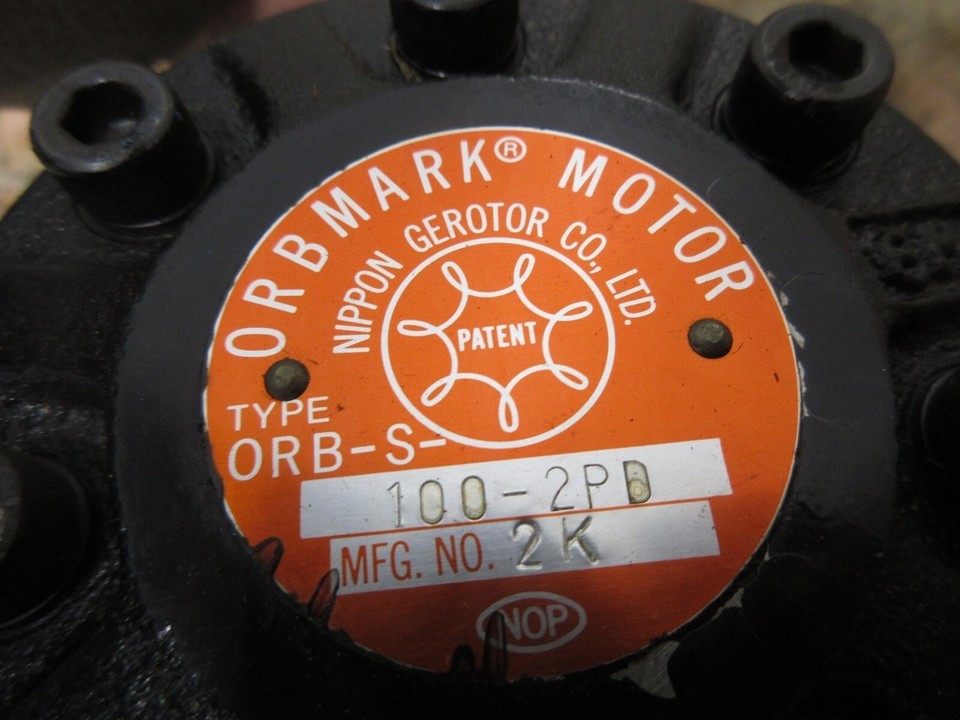 ORBMARK® MOTOR
NIPPON GEROTOR CO., LTD.
PATENT
TYPE
ORB-S-
100-2PD
MFG. NO. 2K
NOP